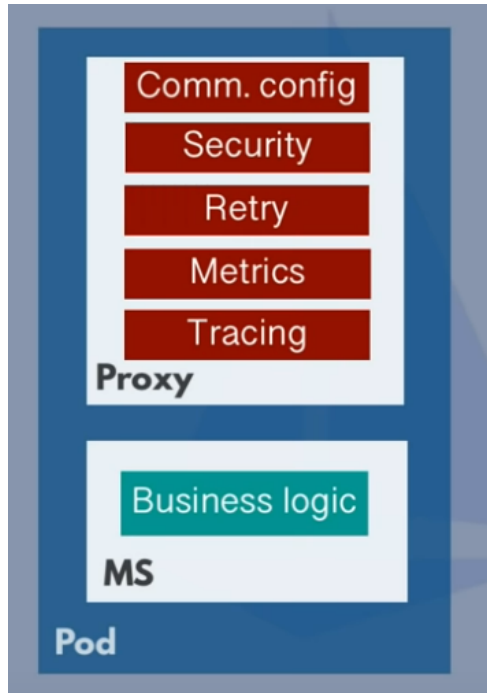 Comm. config
Security
Retry
Metrics
Tracing
Proxy
Business logic
MS
Pod